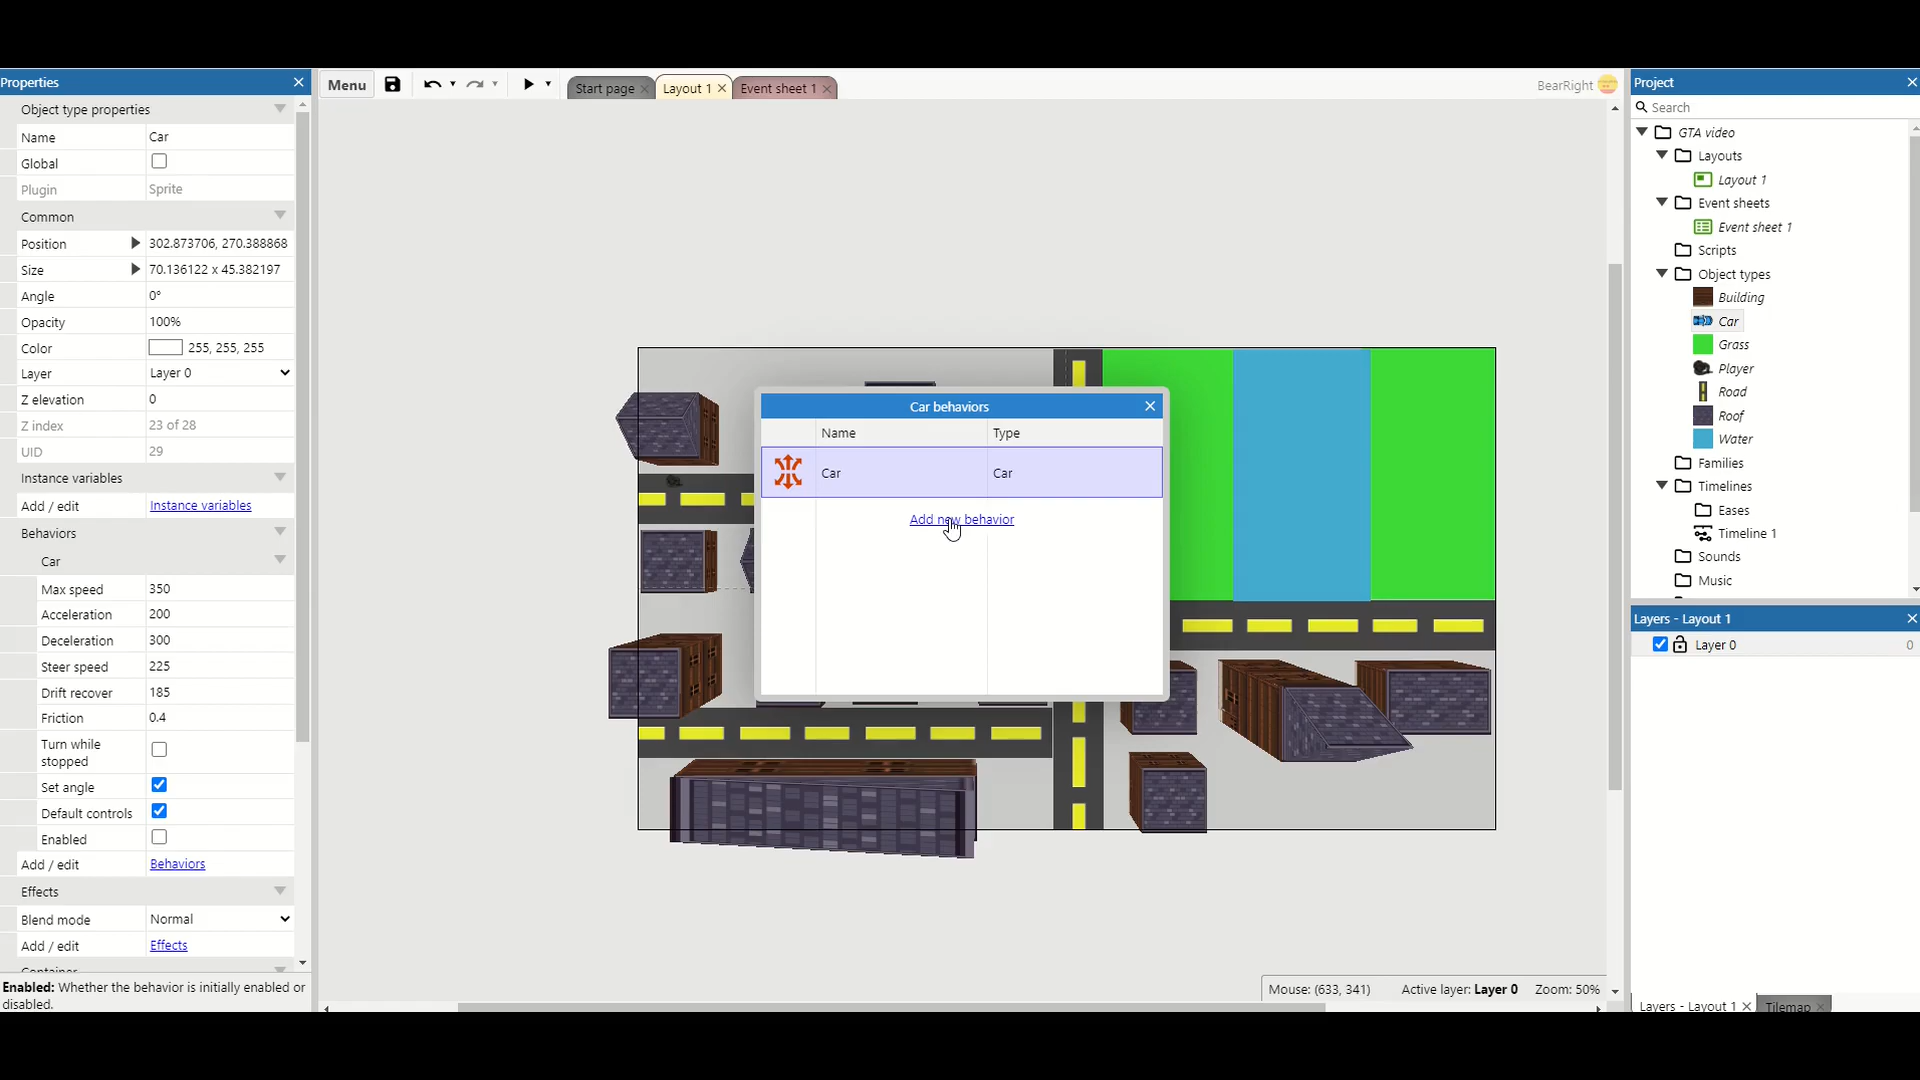 Properties
Object type properties
Name Car
Global
Plugin Sprite
Common
Position 302.873706, 270.388868
Size 70.136122 x 45.382197
Angle 0°
Opacity 100%
Color 255, 255, 255
Layer Layer 0
Z elevation 0
Z index 23 of 28
UID 29
Instance variables
Add / edit Instance variables
Behaviors
Car
Max speed 350
Acceleration 200
Deceleration 300
Steer speed 225
Drift recover 185
Friction 0.4
Turn while
stopped
Set angle
Default controls
Enabled
Add / edit Behaviors
Effects
Blend mode Normal
Add / edit Effects
Container
Enabled: Whether the behavior is initially enabled or
disabled.
Menu
Start page
Layout 1
Event sheet 1
BearRight
Car behaviors
Name Type
Car Car
Add new behavior
Mouse: (633, 341) Active layer: Layer 0 Zoom: 50%
Project
Search
GTA video
Layouts
Layout 1
Event sheets
Event sheet 1
Scripts
Object types
Building
Car
Grass
Player
Road
Roof
Water
Families
Timelines
Eases
Timeline 1
Sounds
Music
Layers - Layout 1
Layer 0 0
Layers - Layout 1 Tilemap